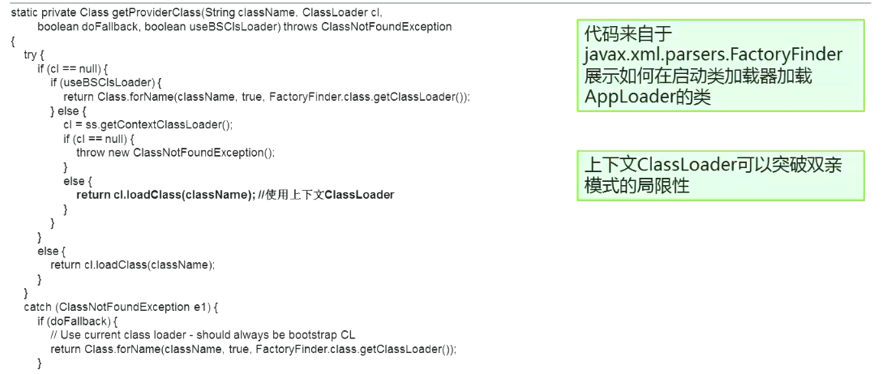 static private Class getProviderClass(String className, ClassLoader cl,
boolean doFallback, boolean useBSClsLoader) throws ClassNotFoundException
{
try {
if (cl == null) {
if (useBSClsLoader) {
return Class.forName(className, true, FactoryFinder.class.getClassLoader());
} else {
cl = ss.getContextClassLoader();
if (cl == null) {
throw new ClassNotFoundException();
}
else {
return cl.loadClass(className); //使用上下文ClassLoader
}
}
}
else {
return cl.loadClass(className);
}
}
catch (ClassNotFoundException e1) {
if (doFallback) {
// Use current class loader - should always be bootstrap CL
return Class.forName(className, true, FactoryFinder.class.getClassLoader());
}
代码来自于
javax.xml.parsers.FactoryFinder
展示如何在启动类加载器加载
AppLoader的类
上下文ClassLoader可以突破双亲
模式的局限性